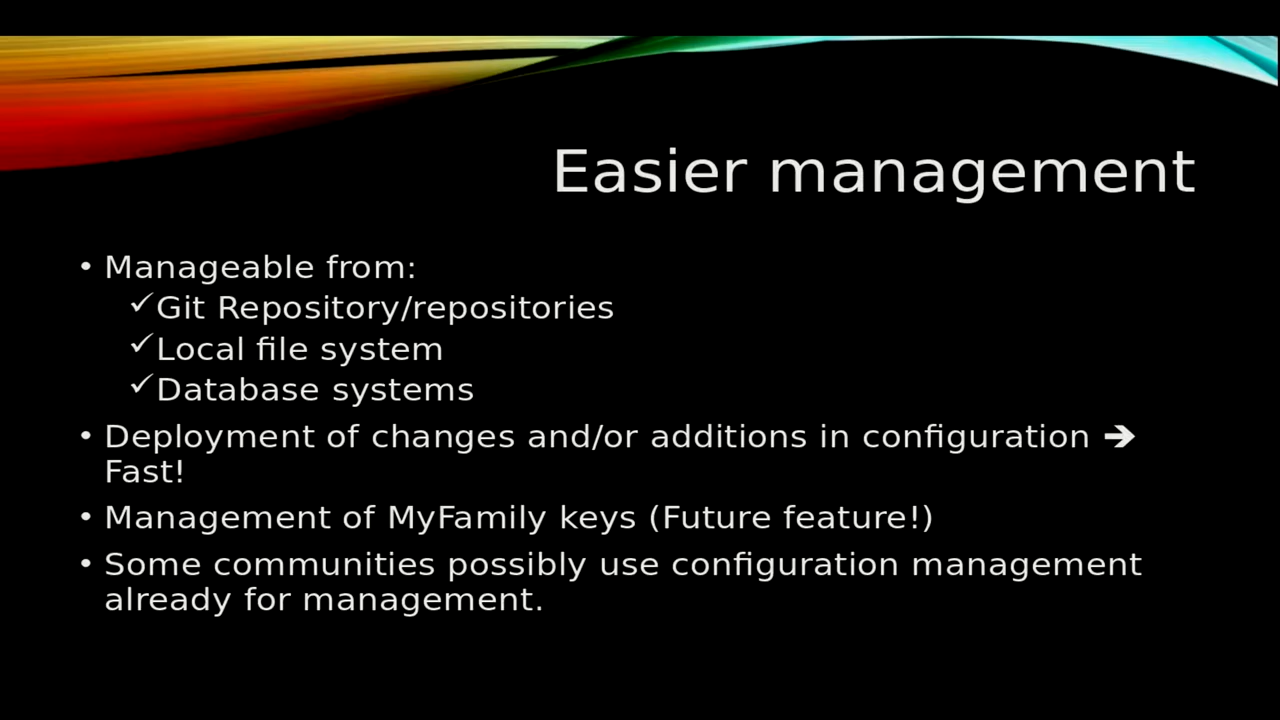 Easier management
• Manageable from:
✓Git Repository/repositories
✓Local file system
✓Database systems
• Deployment of changes and/or additions in configuration ➔
Fast!
• Management of MyFamily keys (Future feature!)
• Some communities possibly use configuration management
already for management.